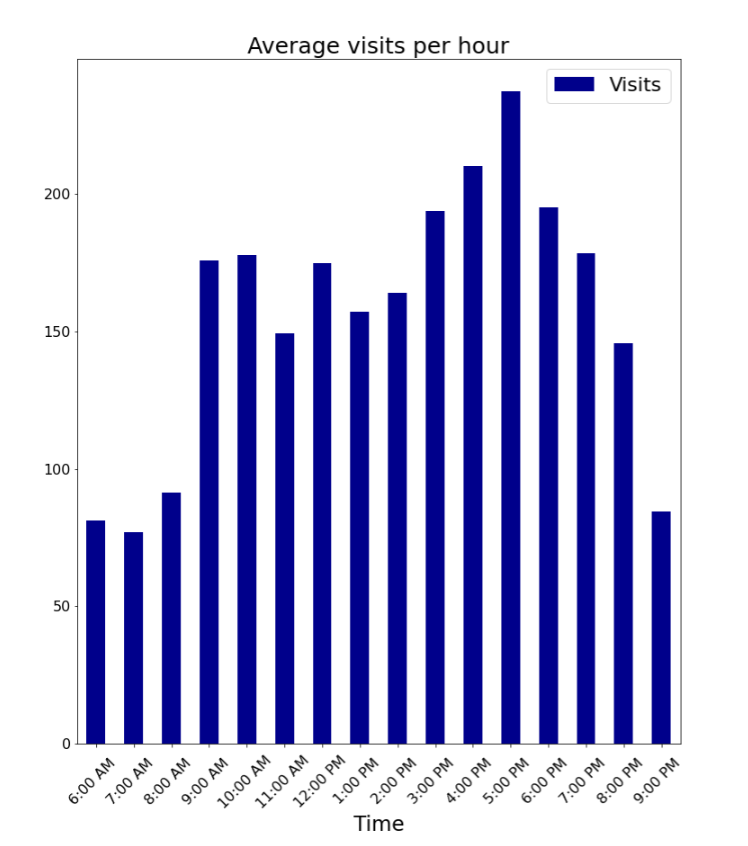 Average visits per hour
Visits
200
150
100
50
0
6:00 AM
7:00 AM
8:00 AM
9:00 AM
10:00 AM
11:00 AM
12:00 PM
1:00 PM
2:00 PM
3:00 PM
4:00 PM
5:00 PM
6:00 PM
7:00 PM
8:00 PM
9:00 PM
Time